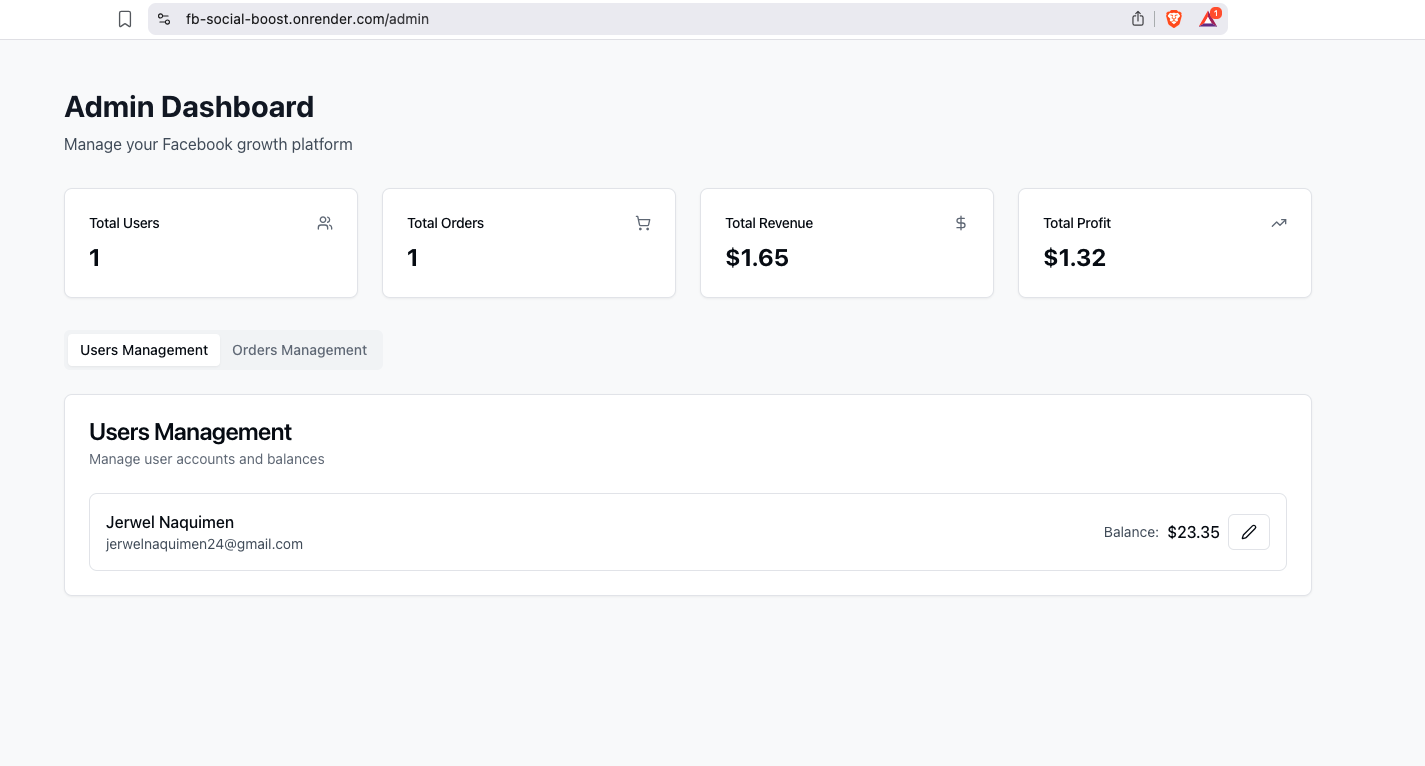 fb-social-boost.onrender.com/admin
1
Admin Dashboard
Manage your Facebook growth platform
Total Users
1
Total Orders
1
Total Revenue
$1.65
Total Profit
$1.32
Users Management Orders Management
Users Management
Manage user accounts and balances
Jerwel Naquimen
jerwelnaquimen24@gmail.com
Balance: $23.35